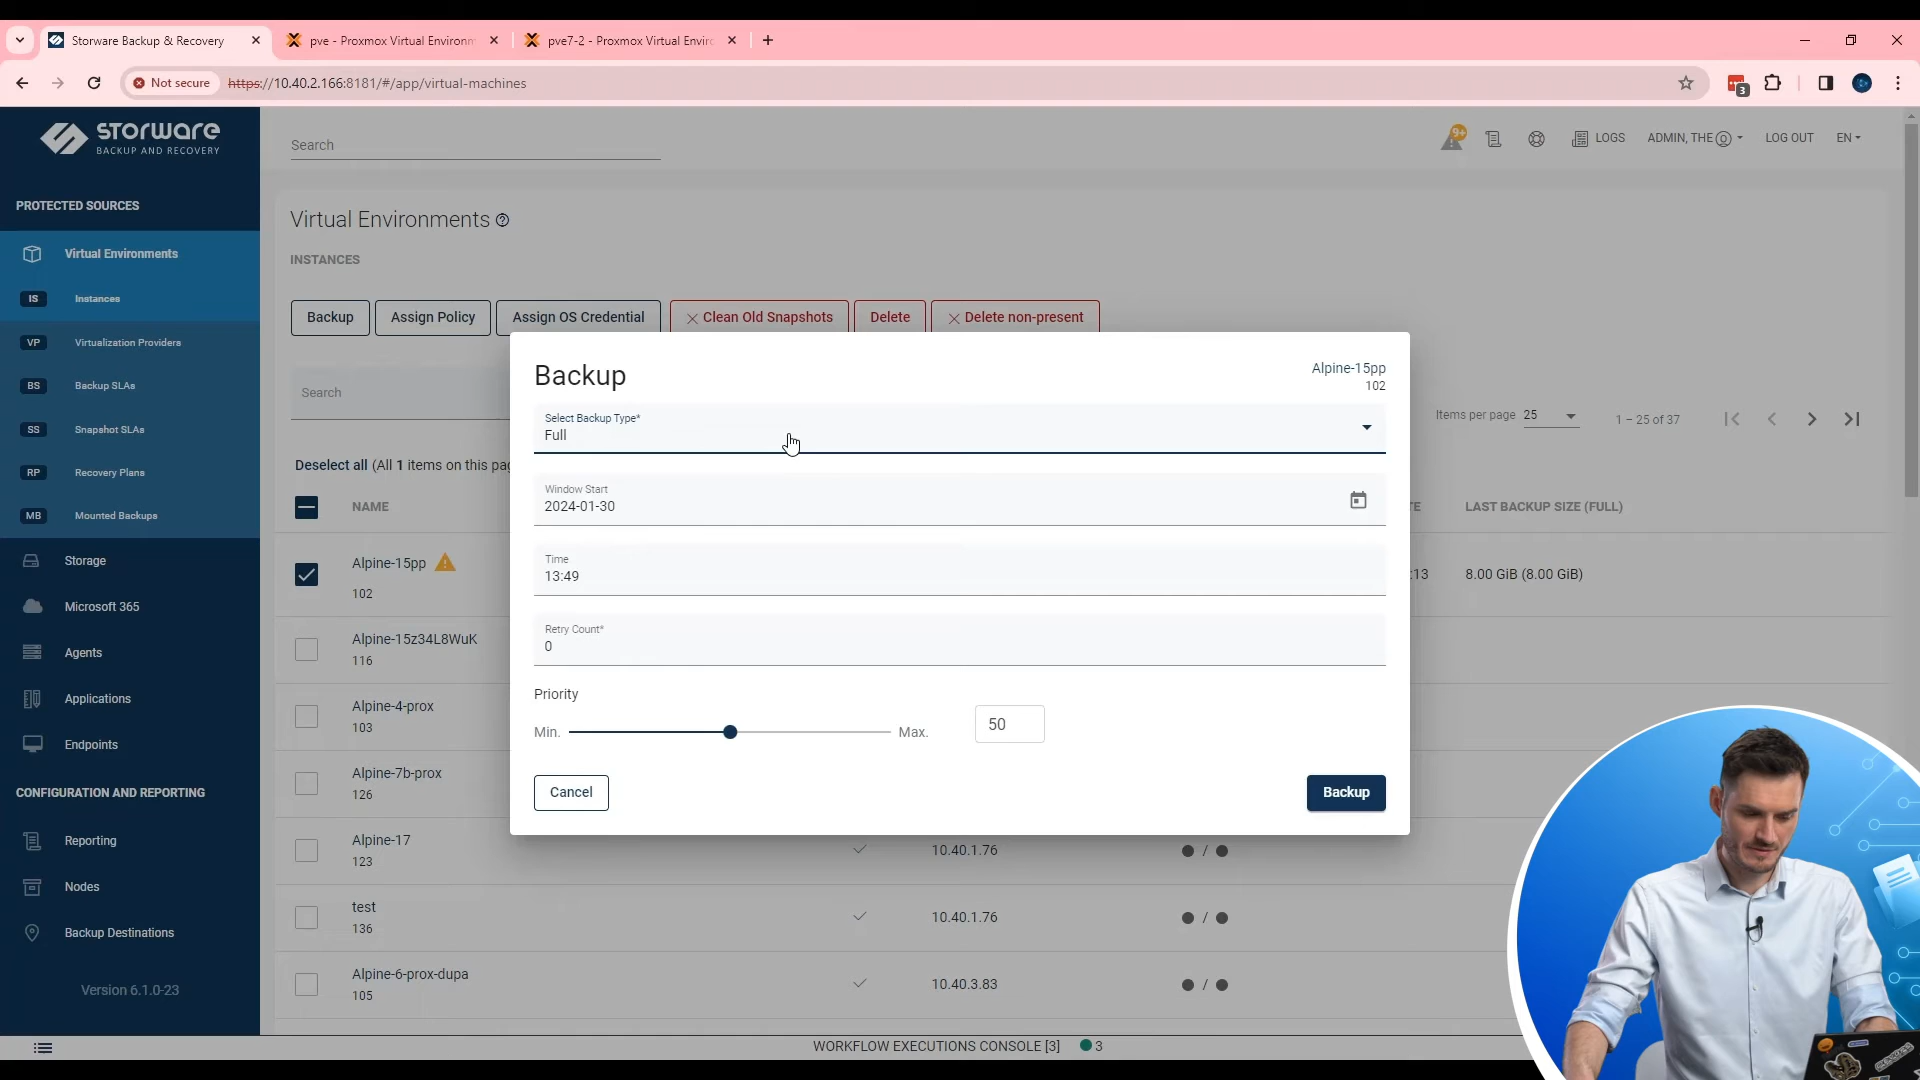 Storware Backup & Recovery
pve - Proxmox Virtual Environm
pve7-2 - Proxmox Virtual Envir
Not secure
https://10.40.2.166:8181/#/app/virtual-machines
3
storware
BACKUP AND RECOVERY
Search
9+
LOGS
ADMIN, THE
LOG OUT
EN
PROTECTED SOURCES
Virtual Environments
IS Instances
VP Virtualization Providers
BS Backup SLAs
SS Snapshot SLAs
RP Recovery Plans
MB Mounted Backups
Storage
Microsoft 365
Agents
Applications
Endpoints
CONFIGURATION AND REPORTING
Reporting
Nodes
Backup Destinations
Version 6.1.0-23
Virtual Environments
INSTANCES
Backup
Assign Policy
Assign OS Credential
Clean Old Snapshots
Delete
Delete non-present
Search
Items per page 25
1 – 25 of 37
Deselect all (All 1 items on this pag
NAME
TE
LAST BACKUP SIZE (FULL)
Alpine-15pp
102
:13
8.00 GiB (8.00 GiB)
Alpine-15z34L8WuK
116
Alpine-4-prox
103
Alpine-7b-prox
126
Alpine-17
123
10.40.1.76
/
test
136
10.40.1.76
/
Alpine-6-prox-dupa
105
10.40.3.83
/
Backup
Alpine-15pp
102
Select Backup Type*
Full
Window Start
2024-01-30
Time
13:49
Retry Count*
0
Priority
Min.
Max.
50
Cancel
Backup
WORKFLOW EXECUTIONS CONSOLE [3]
3